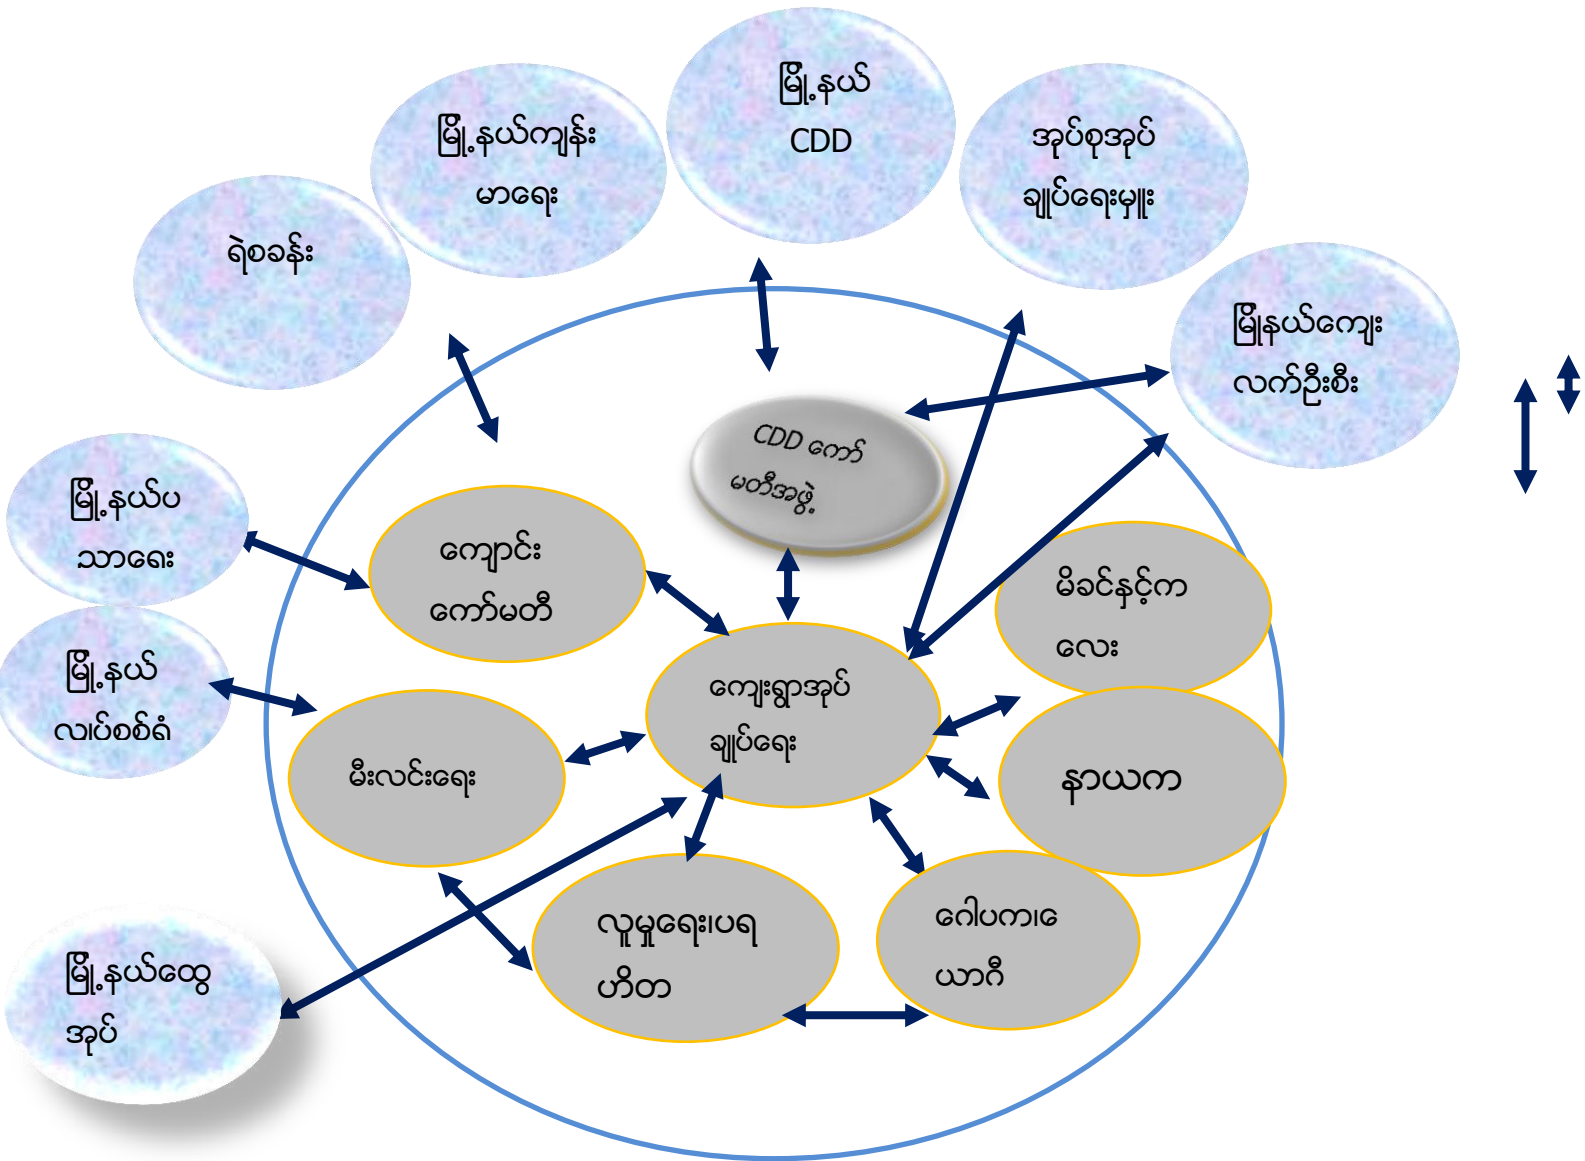 မြို့နယ်
CDD
မြို့နယ်ကျန်း
မာရေး
အုပ်စုအုပ်
ချုပ်ရေးမှူး
ရဲစခန်း
မြိုနယ်ကျေး
လက်ဦးစီး
CDD ကော်
မတီအဖွဲ့
မြို့နယ်ပ
သာရေး
ကျောင်း
ကော်မတီ
မိခင်နှင့်က
လေး
မြို့နယ်
လျှပ်စစ်ရုံ
ကျေးရွာအုပ်
ချုပ်ရေး
မီးလင်းရေး
နာယက
လူမှုရေး၊ပရ
ဟိတ
ဂေါပက၊ေ
ယာဂီ
မြို့နယ်ထွေ
အုပ်